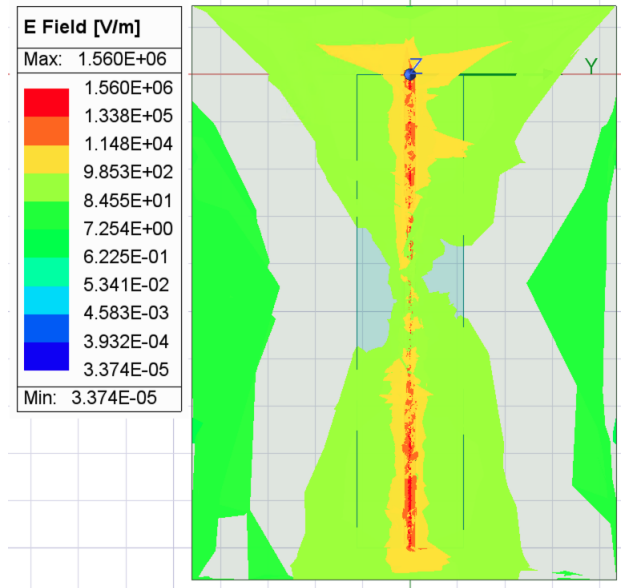 E Field [V/m]
Max: 1.560E+06
1.560E+06
1.338E+05
1.148E+04
9.853E+02
8.455E+01
7.254E+00
6.225E-01
5.341E-02
4.583E-03
3.932E-04
3.374E-05
Min: 3.374E-05
Z
Y